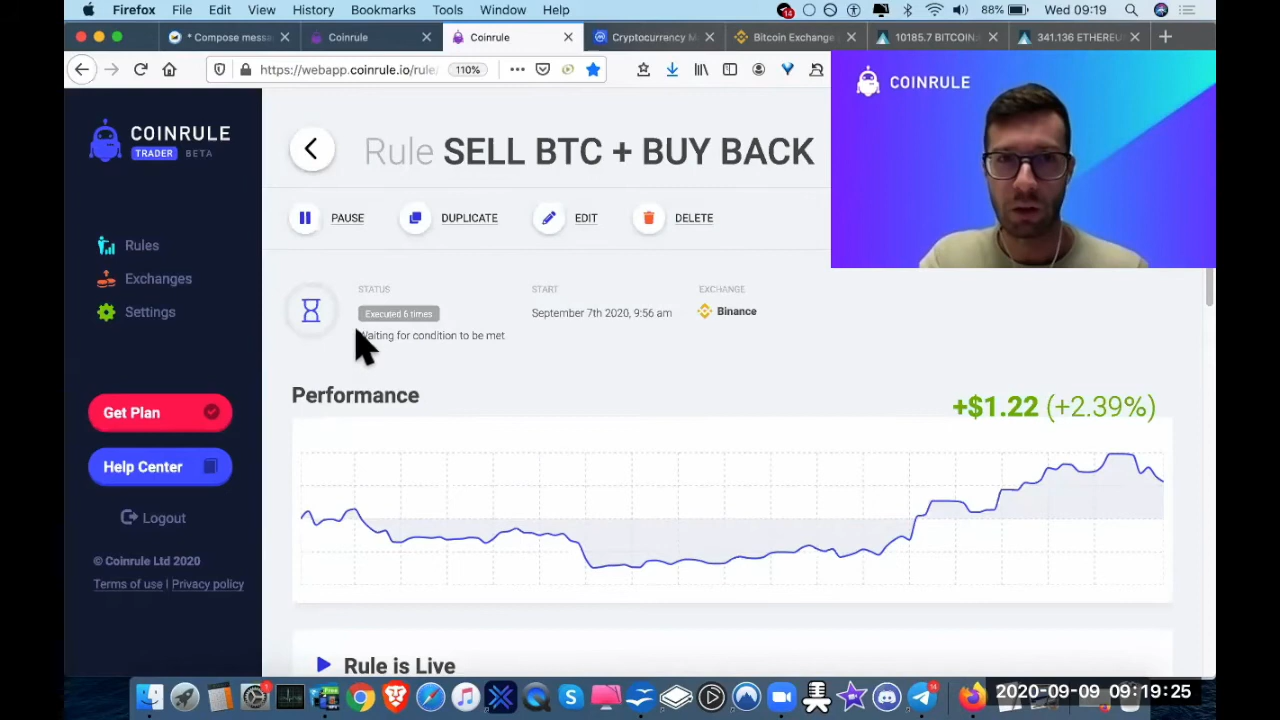 Firefox File Edit View History Bookmarks Tools Window Help
14 88% Wed 09:19
* Compose messa
Coinrule
Coinrule
Cryptocurrency M
Bitcoin Exchange
10185.7 BITCOIN
341.136 ETHEREU
https://webapp.coinrule.io/rule/ 110%
COINRULE
COINRULE
TRADER BETA
Rule SELL BTC + BUY BACK
PAUSE DUPLICATE EDIT DELETE
Rules
Exchanges
Settings
STATUS START EXCHANGE
Executed 6 times September 7th 2020, 9:56 am Binance
Waiting for condition to be met
Performance
+$1.22 (+2.39%)
Get Plan
Help Center
Logout
© Coinrule Ltd 2020
Terms of use | Privacy policy
Rule is Live
2020-09-09 09:19:25